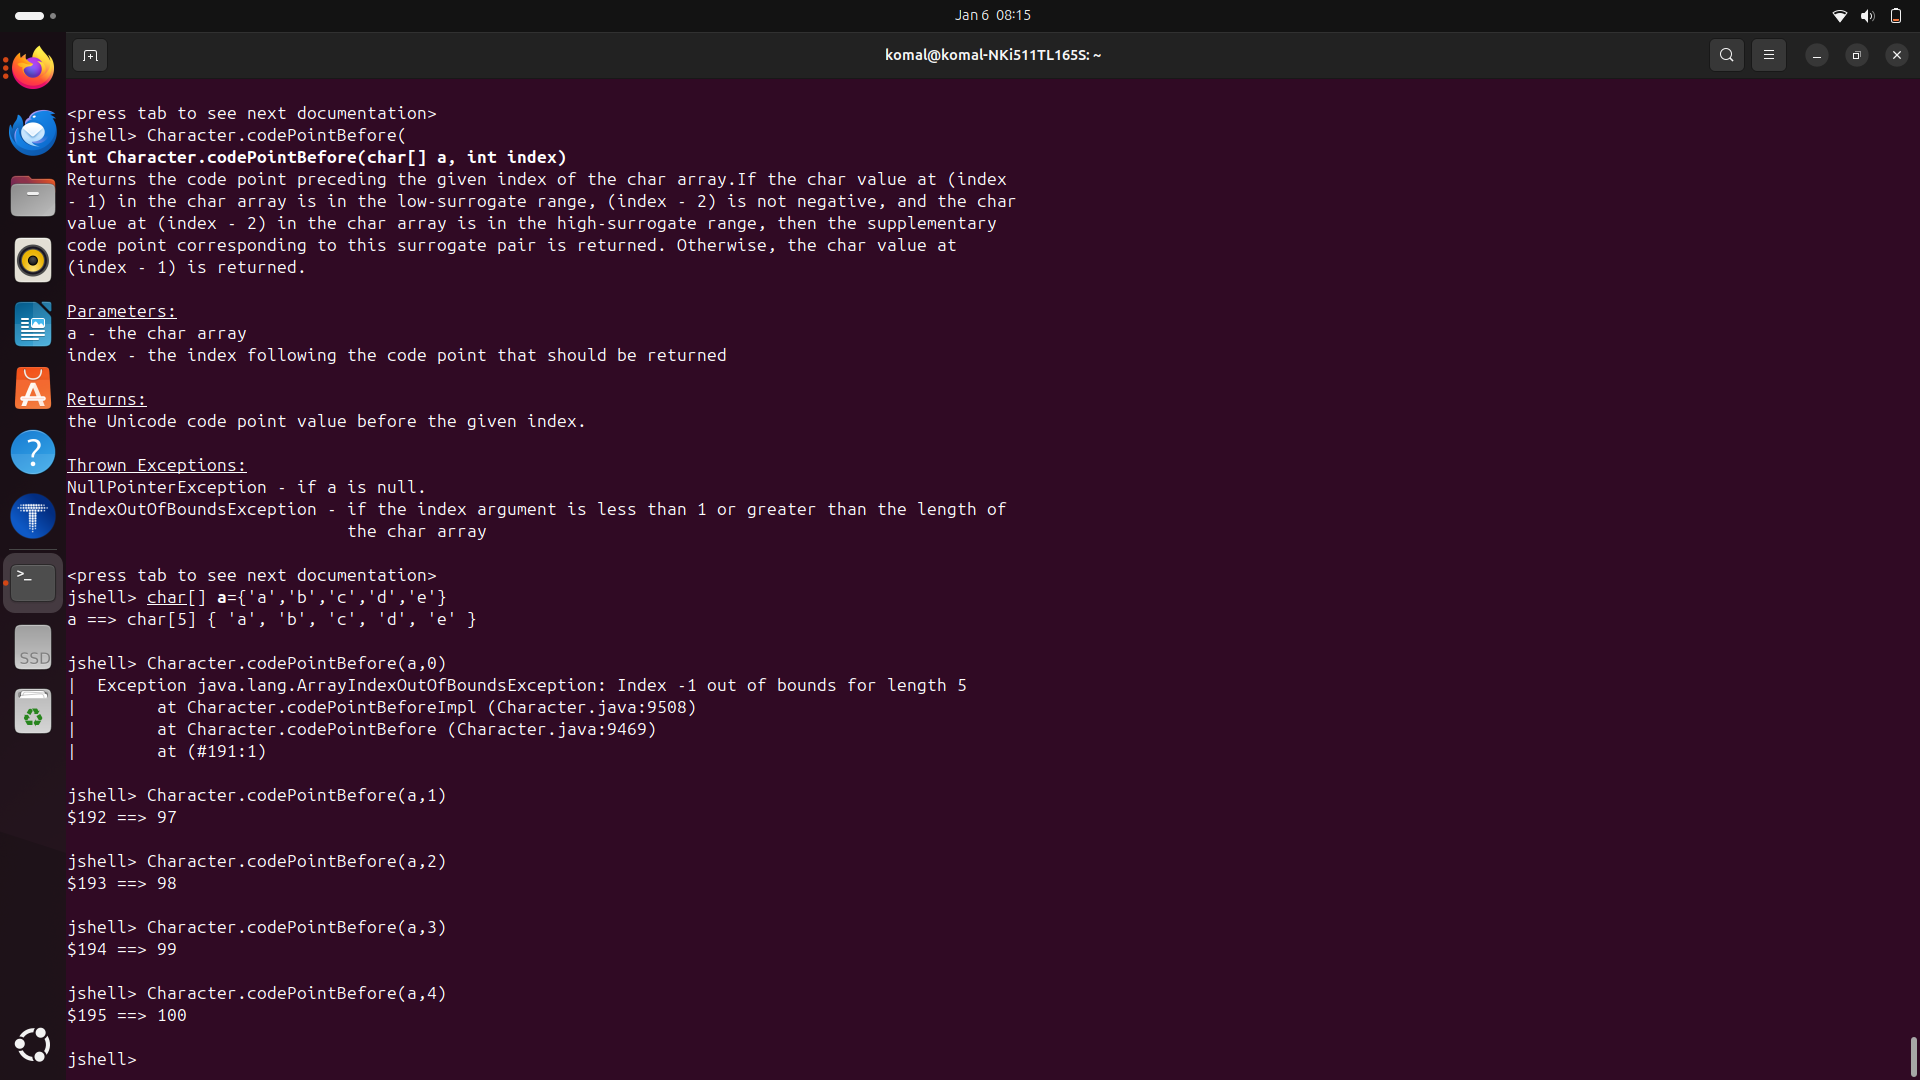 Jan 6 08:15
komal@komal-NKi511TL165S: ~
<press tab to see next documentation>
jshell> Character.codePointBefore(
int Character.codePointBefore(char[] a, int index)
Returns the code point preceding the given index of the char array.If the char value at (index
- 1) in the char array is in the low-surrogate range, (index - 2) is not negative, and the char
value at (index - 2) in the char array is in the high-surrogate range, then the supplementary
code point corresponding to this surrogate pair is returned. Otherwise, the char value at
(index - 1) is returned.
Parameters:
a - the char array
index - the index following the code point that should be returned
Returns:
the Unicode code point value before the given index.
Thrown Exceptions:
NullPointerException - if a is null.
IndexOutOfBoundsException - if the index argument is less than 1 or greater than the length of
the char array
<press tab to see next documentation>
jshell> char[] a={'a','b','c','d','e'}
a ==> char[5] { 'a', 'b', 'c', 'd', 'e' }
jshell> Character.codePointBefore(a,0)
|  Exception java.lang.ArrayIndexOutOfBoundsException: Index -1 out of bounds for length 5
|        at Character.codePointBeforeImpl (Character.java:9508)
|        at Character.codePointBefore (Character.java:9469)
|        at (#191:1)
jshell> Character.codePointBefore(a,1)
$192 ==> 97
jshell> Character.codePointBefore(a,2)
$193 ==> 98
jshell> Character.codePointBefore(a,3)
$194 ==> 99
jshell> Character.codePointBefore(a,4)
$195 ==> 100
jshell>
SSD